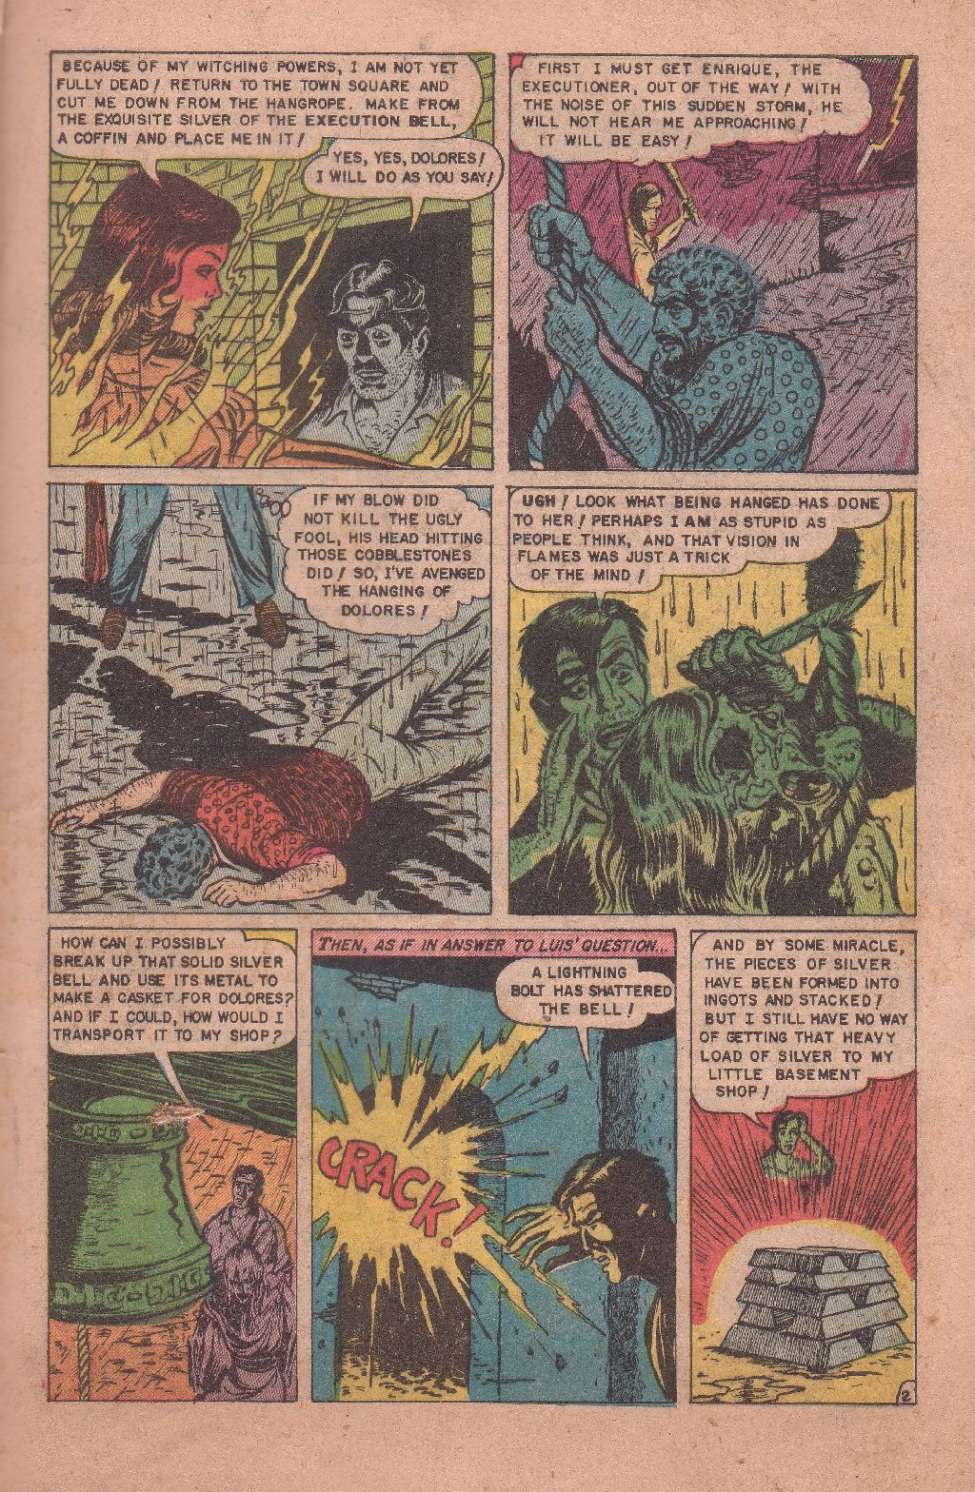 BECAUSE OF MY WITCHING POWERS, I AM NOT YET
FULLY DEAD! RETURN TO THE TOWN SQUARE AND
CUT ME DOWN FROM THE HANGROPE. MAKE FROM
THE EXQUISITE SILVER OF THE EXECUTION BELL,
A COFFIN AND PLACE ME IN IT!
YES, YES, DOLORES!
I WILL DO AS YOU SAY!
FIRST I MUST GET ENRIQUE, THE
EXECUTIONER, OUT OF THE WAY! WITH
THE NOISE OF THIS SUDDEN STORM, HE
WILL NOT HEAR ME APPROACHING!
IT WILL BE EASY!
IF MY BLOW DID
NOT KILL THE UGLY
FOOL, HIS HEAD HITTING
THOSE COBBLESTONES
DID! SO, I'VE AVENGED
THE HANGING OF
DOLORES!
UGH! LOOK WHAT BEING HANGED HAS DONE
TO HER! PERHAPS I AM AS STUPID AS
PEOPLE THINK, AND THAT VISION IN
FLAMES WAS JUST A TRICK
OF THE MIND!
HOW CAN I POSSIBLY
BREAK UP THAT SOLID SILVER
BELL AND USE ITS METAL TO
MAKE A CASKET FOR DOLORES?
AND IF I COULD, HOW WOULD I
TRANSPORT IT TO MY SHOP?
THEN, AS IF IN ANSWER TO LUIS' QUESTION...
A LIGHTNING
BOLT HAS SHATTERED
THE BELL!
CRACK!
AND BY SOME MIRACLE,
THE PIECES OF SILVER
HAVE BEEN FORMED INTO
INGOTS AND STACKED!
BUT I STILL HAVE NO WAY
OF GETTING THAT HEAVY
LOAD OF SILVER TO MY
LITTLE BASEMENT
SHOP!
2